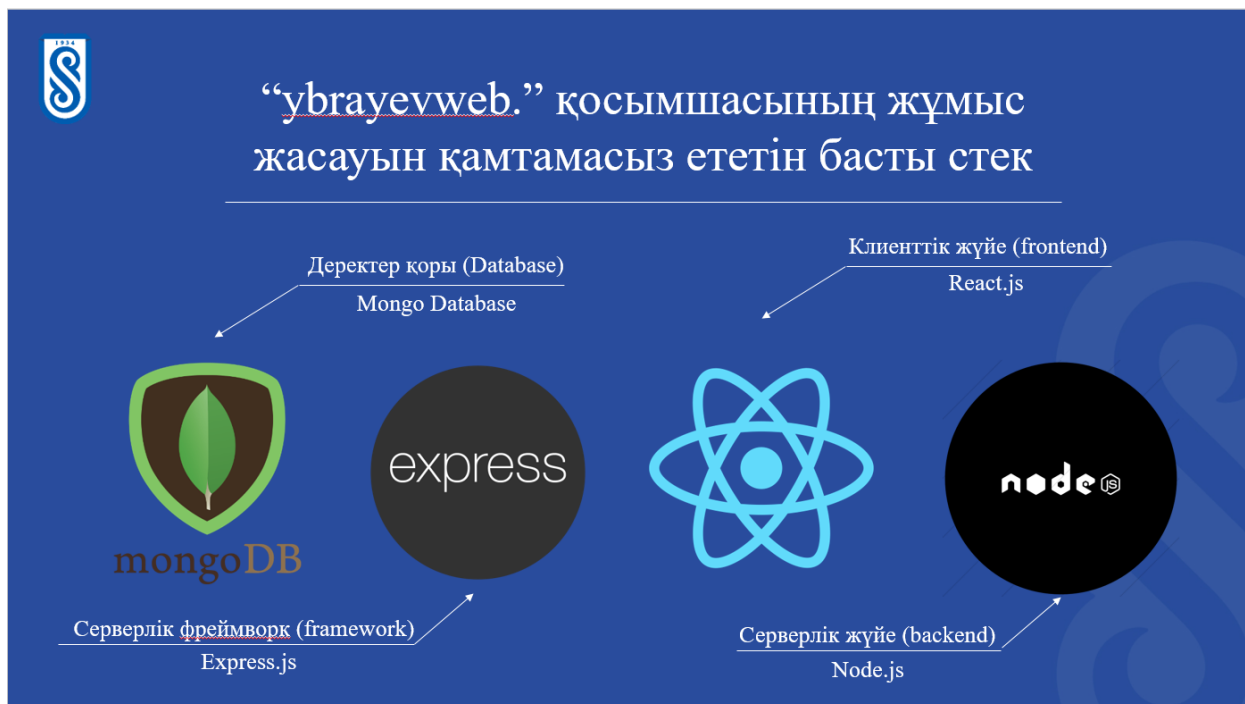 1934
“ybrayevweb.” қосымшасының жұмыс
жасауын қамтамасыз ететін басты стек
Деректер қоры (Database)
Mongo Database
Клиенттік жүйе (frontend)
React.js
mongoDB
express
node JS
Серверлік фреймворк (framework)
Express.js
Серверлік жүйе (backend)
Node.js